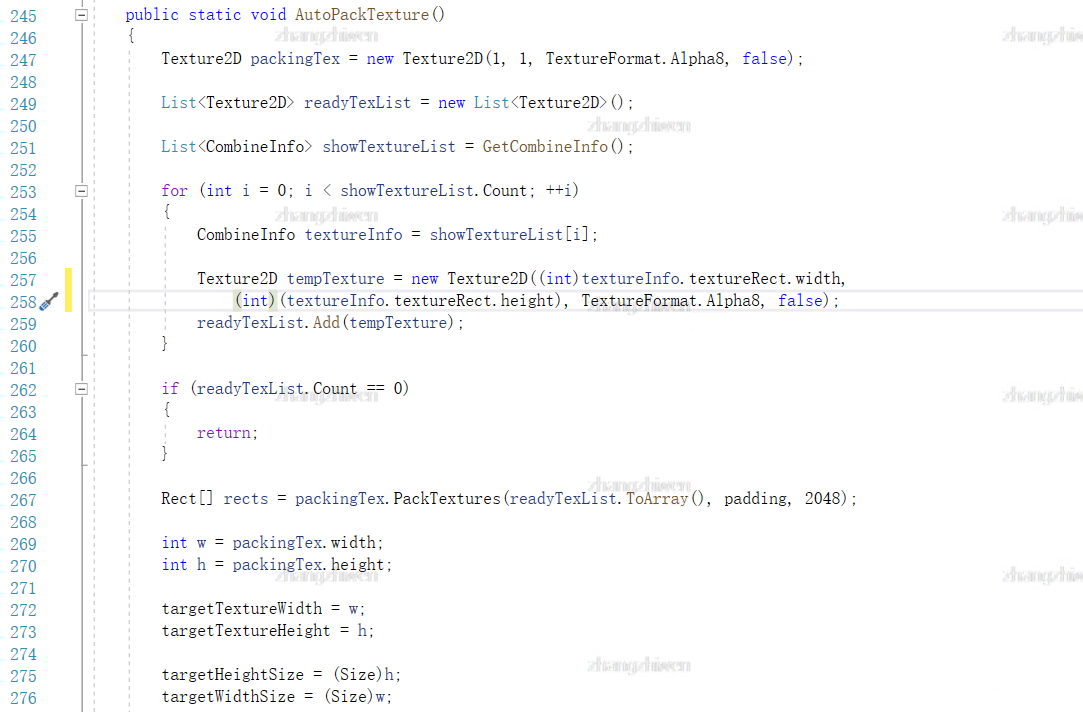 245 public static void AutoPackTexture()
246 {
247 Texture2D packingTex = new Texture2D(1, 1, TextureFormat.Alpha8, false);
248
249 List<Texture2D> readyTexList = new List<Texture2D>();
250
251 List<CombineInfo> showTextureList = GetCombineInfo();
252
253 for (int i = 0; i < showTextureList.Count; ++i)
254 {
255 CombineInfo textureInfo = showTextureList[i];
256
257 Texture2D tempTexture = new Texture2D((int)textureInfo.textureRect.width,
258 (int)(textureInfo.textureRect.height), TextureFormat.Alpha8, false);
259 readyTexList.Add(tempTexture);
260 }
261
262 if (readyTexList.Count == 0)
263 {
264 return;
265 }
266
267 Rect[] rects = packingTex.PackTextures(readyTexList.ToArray(), padding, 2048);
268
269 int w = packingTex.width;
270 int h = packingTex.height;
271
272 targetTextureWidth = w;
273 targetTextureHeight = h;
274
275 targetHeightSize = (Size)h;
276 targetWidthSize = (Size)w;